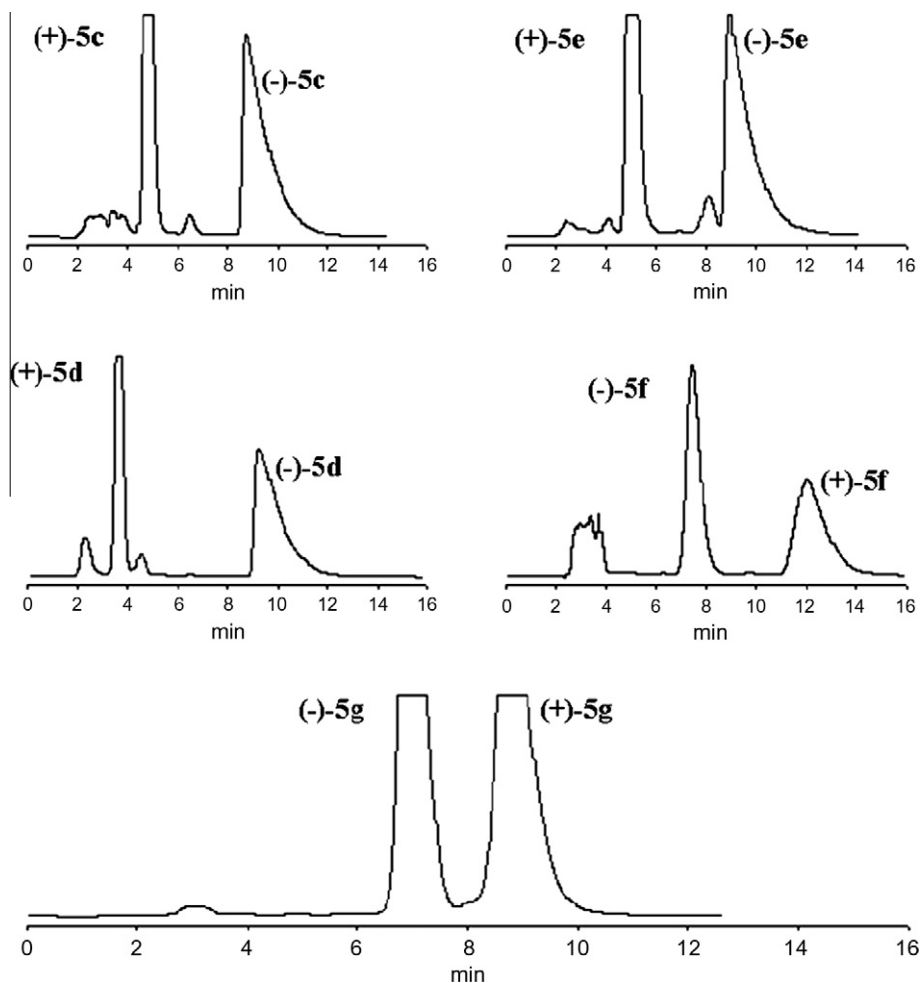 (+)-5c
(-)-5c
0 2 4 6 8 10 12 14 16
min
(+)-5e
(-)-5e
0 2 4 6 8 10 12 14 16
min
(+)-5d
(-)-5d
0 2 4 6 8 10 12 14 16
min
(-)-5f
(+)-5f
0 2 4 6 8 10 12 14 16
min
(-)-5g
(+)-5g
0 2 4 6 8 10 12 14 16
min